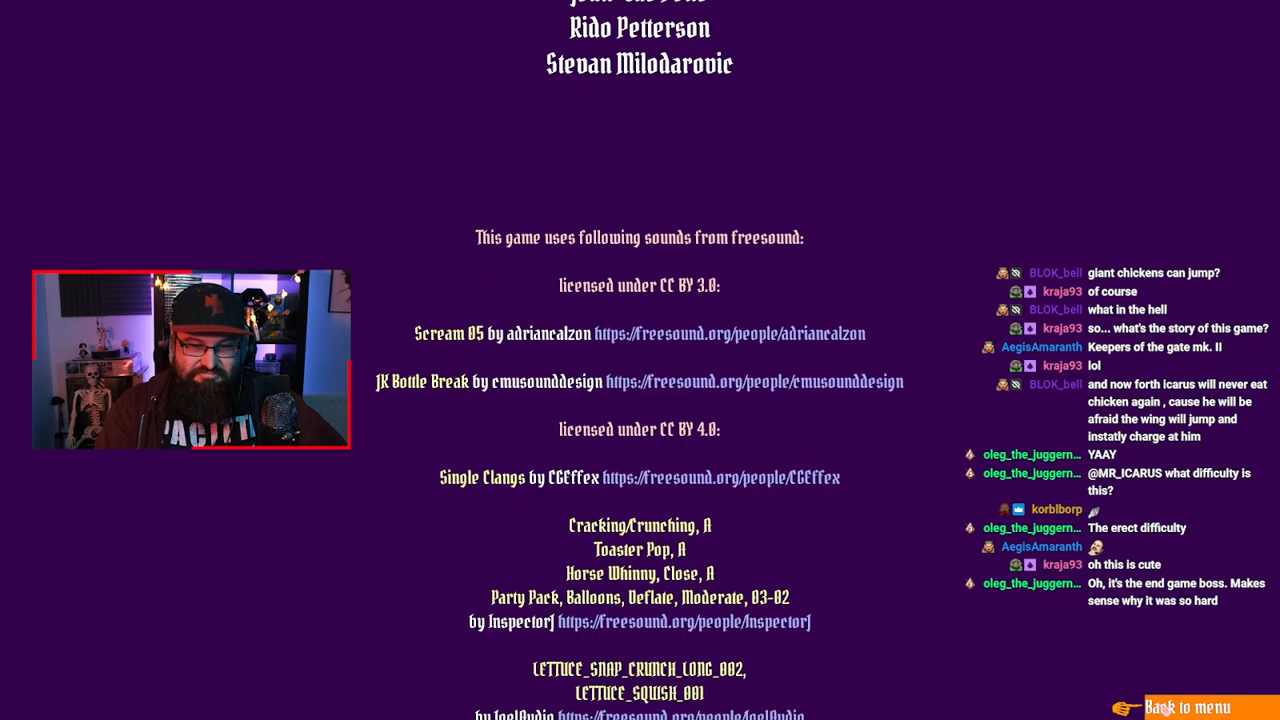 Rido Petterson
Stevan Milodarovic
This game uses following sounds from freesound:
licensed under CC BY 3.0:
Scream 05 by adriancalzon https://freesound.org/people/adriancalzon
JK Bottle Break by cmusounddesign https://freesound.org/people/cmusounddesign
licensed under CC BY 4.0:
Single Clangs by CGEffex https://freesound.org/people/CGEffex
Cracking/Crunching, A
Toaster Pop, A
Horse Whinny, Close, A
Party Pack, Balloons, Deflate, Moderate, 03-02
by InspectorJ https://freesound.org/people/InspectorJ
LETTUCE_SNAP_CRUNCH_LONG_002,
LETTUCE_SQUISH_001
by JoelAudio https://freesound.org/people/JoelAudio
BLOK_bell giant chickens can jump?
kraja93 of course
BLOK_bell what in the hell
kraja93 so... what's the story of this game?
AegisAmaranth Keepers of the gate mk. II
kraja93 lol
BLOK_bell and now forth icarus will never eat
chicken again , cause he will be
afraid the wing will jump and
instatly charge at him
oleg_the_juggern... YAAY
oleg_the_juggern... @MR_ICARUS what difficulty is
this?
korblborp
oleg_the_juggern... The erect difficulty
AegisAmaranth
kraja93 oh this is cute
oleg_the_juggern... Oh, it's the end game boss. Makes
sense why it was so hard
Back to menu